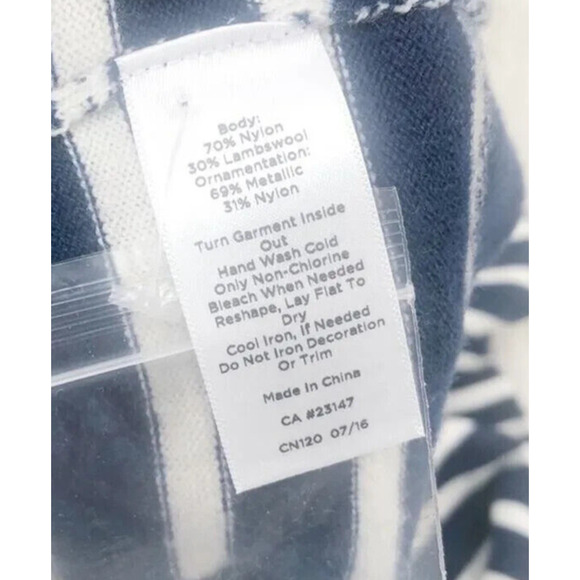 Body:
70% Nylon
30% Lambswool
Ornamentation:
69% Metallic
31% Nylon
Turn Garment Inside
Out
Hand Wash Cold
Only Non-Chlorine
Bleach When Needed
Reshape, Lay Flat To
Dry
Cool Iron, If Needed
Do Not Iron Decoration
Or Trim
Made In China
CA #23147
CN120 07/16